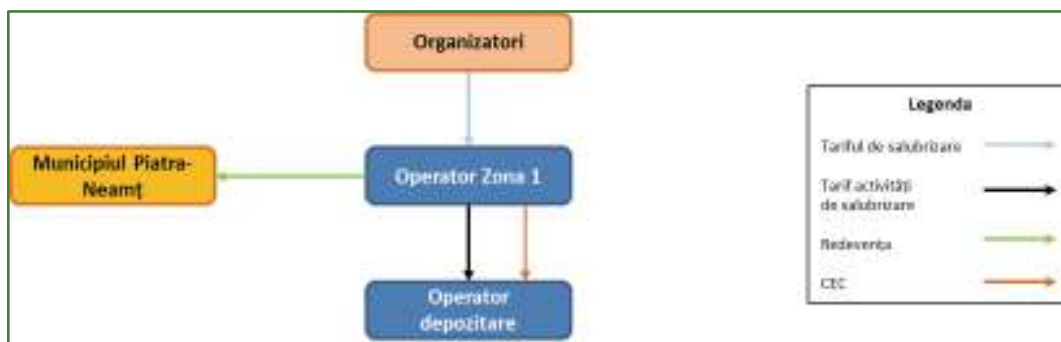 Organizatori
Municipiul Piatra-
Neamț
Operator Zona 1
Operator
depozitare
Legenda
Tariful de salubrizare
Tarif activități
de salubrizare
Redevența
CEC